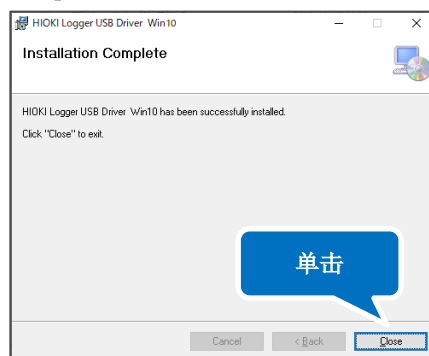 HIOKI Logger USB Driver Win10
Installation Complete
HIOKI Logger USB Driver Win10 has been successfully installed.
Click "Close" to exit.
单击
Cancel
< Back
Close